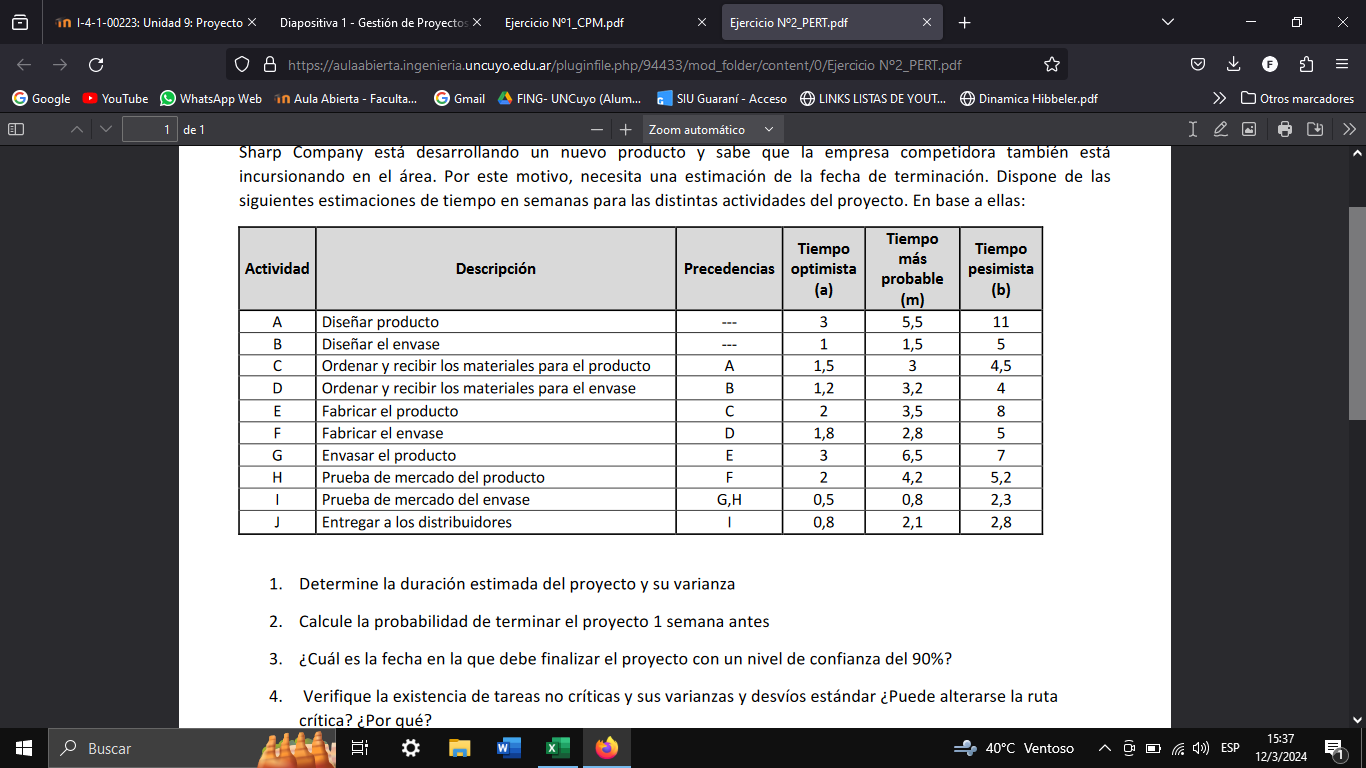 I-4-1-00223: Unidad 9: Proyecto
Diapositiva 1 - Gestión de Proyectos
Ejercicio Nº1_CPM.pdf
Ejercicio Nº2_PERT.pdf
https://aulaabierta.ingenieria.uncuyo.edu.ar/pluginfile.php/94433/mod_folder/content/0/Ejercicio Nº2_PERT.pdf
F
Google YouTube WhatsApp Web Aula Abierta - Faculta... Gmail FING- UNCuyo (Alum... SIU Guaraní - Acceso LINKS LISTAS DE YOUT... Dinamica Hibbeler.pdf Otros marcadores
1 de 1 Zoom automático
Sharp Company está desarrollando un nuevo producto y sabe que la empresa competidora también está
incursionando en el área. Por este motivo, necesita una estimación de la fecha de terminación. Dispone de las
siguientes estimaciones de tiempo en semanas para las distintas actividades del proyecto. En base a ellas:
Actividad Descripción Precedencias Tiempo optimista (a) Tiempo más probable (m) Tiempo pesimista (b)
A Diseñar producto --- 3 5,5 11
B Diseñar el envase --- 1 1,5 5
C Ordenar y recibir los materiales para el producto A 1,5 3 4,5
D Ordenar y recibir los materiales para el envase B 1,2 3,2 4
E Fabricar el producto C 2 3,5 8
F Fabricar el envase D 1,8 2,8 5
G Envasar el producto E 3 6,5 7
H Prueba de mercado del producto F 2 4,2 5,2
I Prueba de mercado del envase G,H 0,5 0,8 2,3
J Entregar a los distribuidores I 0,8 2,1 2,8
1. Determine la duración estimada del proyecto y su varianza
2. Calcule la probabilidad de terminar el proyecto 1 semana antes
3. ¿Cuál es la fecha en la que debe finalizar el proyecto con un nivel de confianza del 90%?
4. Verifique la existencia de tareas no críticas y sus varianzas y desvíos estándar ¿Puede alterarse la ruta
crítica? ¿Por qué?
Buscar
40°C Ventoso
ESP
15:37
12/3/2024
1